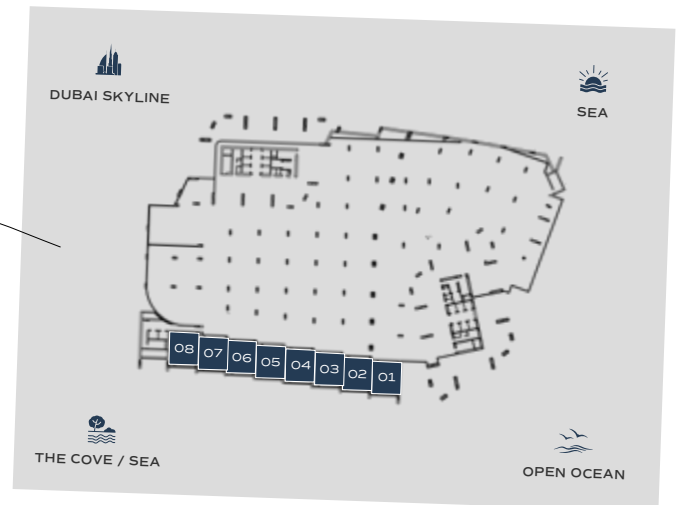 DUBAI SKYLINE
SEA
08 07 06 05 04 03 02 01
THE COVE / SEA
OPEN OCEAN